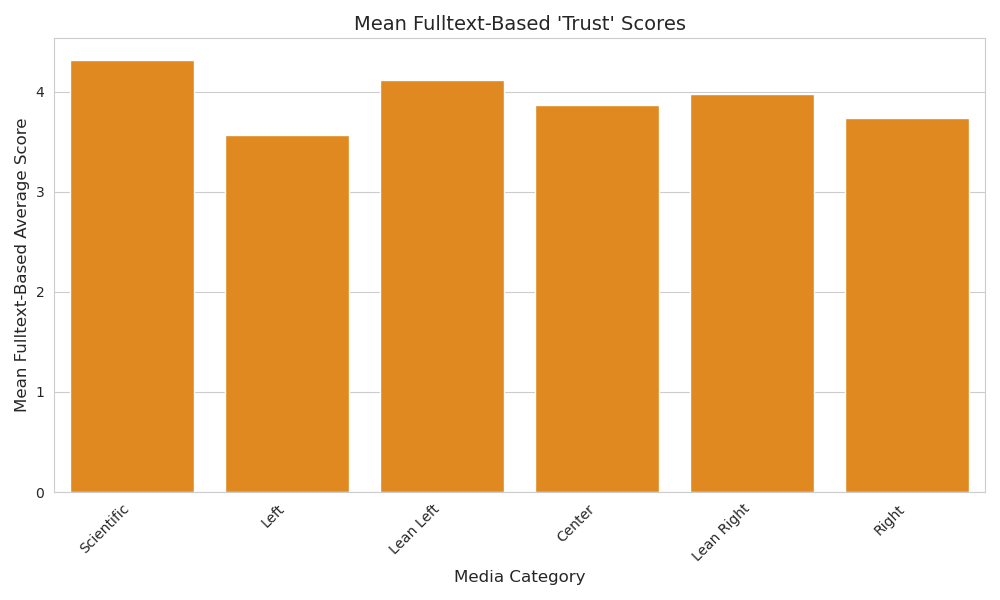 Mean Fulltext-Based 'Trust' Scores
Mean Fulltext-Based Average Score
4
3
2
1
0
Scientific
Left
Lean Left
Center
Lean Right
Right
Media Category